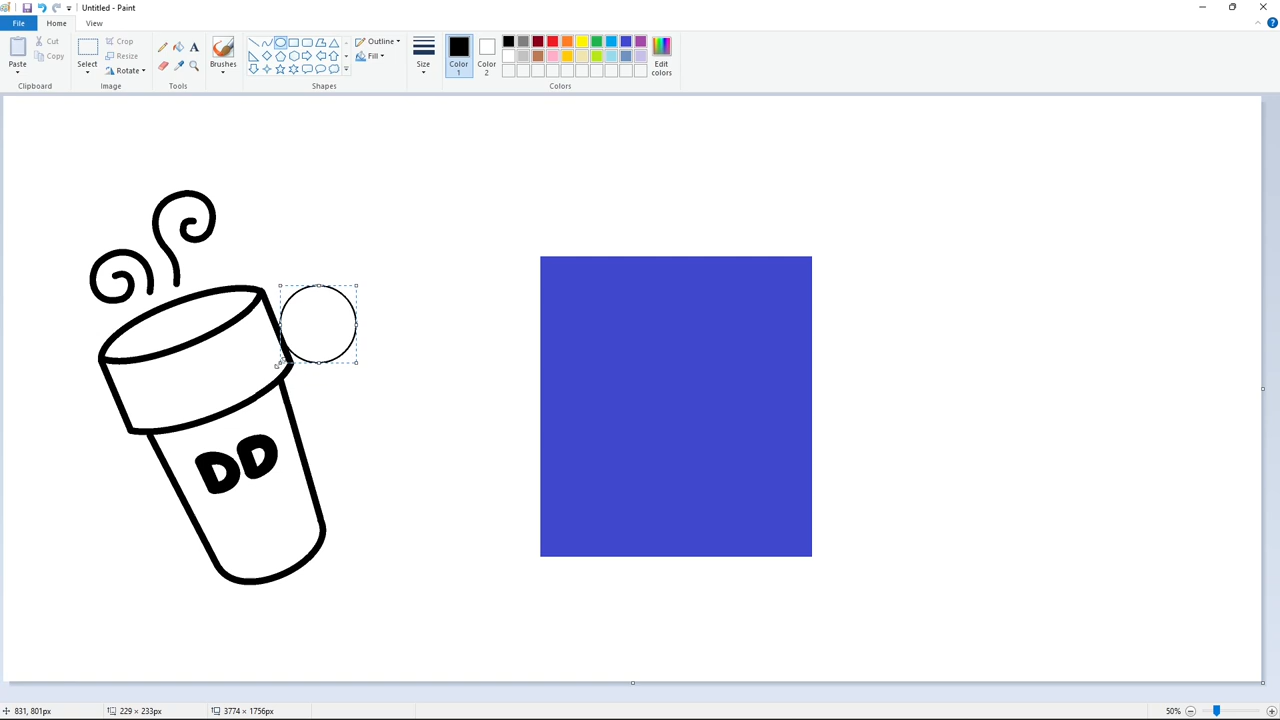 Untitled - Paint
File Home View
Paste Cut Copy Select Crop Resize Rotate Brushes Outline Fill Size Color 1 Color 2 Edit colors
Clipboard Image Tools Shapes Colors
DD
831, 801px 229 × 233px 3774 × 1756px 50%